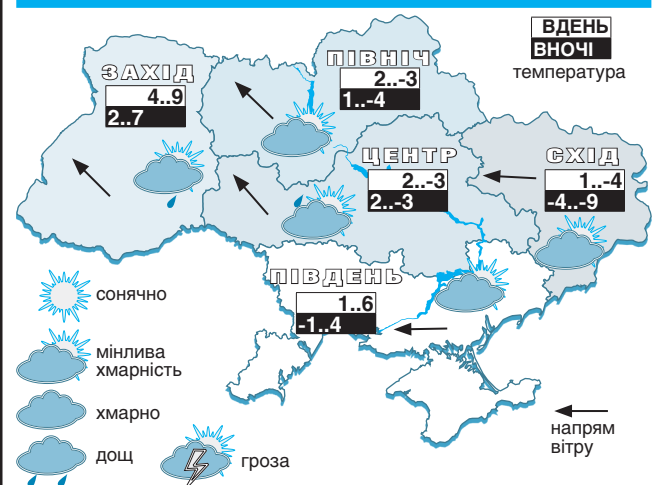 ВДЕНЬ
ВНОЧІ
температура
ЗАХІД
4..9
2..7
ПІВНІЧ
2..-3
1..-4
ЦЕНТР
2..-3
2..-3
СХІД
1..-4
-4..-9
ПІВДЕНЬ
1..6
-1..4
сонячно
мінлива
хмарність
хмарно
дощ
гроза
напрям
вітру